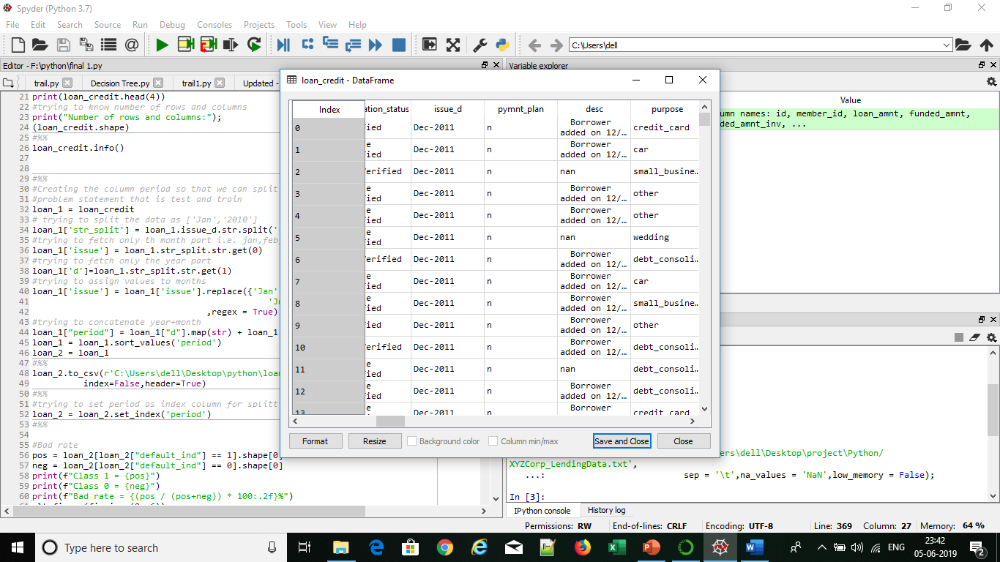 Spyder (Python 3.7)
File Edit Search Source Run Debug Consoles Projects Tools View Help
C:\Users\dell
Editor - F:\python\final 1.py
Variable explorer
trail.py Decision Tree.py trail1.py Updated -
21 print(loan_credit.head(4))
22 #trying to know number of rows and columns
23 print("Number of rows and columns:");
24 (loan_credit.shape)
25 #%%
26 loan_credit.info()
27
28
29 #%%
30 #Creating the column period so that we can split
31 #problem statement that is test and train
32 loan_1 = loan_credit
33 # trying to split the data as ['Jan','2010']
34 loan_1['str_split'] = loan_1.issue_d.str.split('
35 #trying to fetch only th month part i.e. jan,feb
36 loan_1['issue'] = loan_1.str_split.str.get(0)
37 #trying to fetch only the year part
38 loan_1['d']=loan_1.str_split.str.get(1)
39 #trying to assign values to months
40 loan_1['issue'] = loan_1['issue'].replace({'Jan'
41 'Ju
42 ,regex = True)
43 #trying to concatenate year+month
44 loan_1["period"] = loan_1["d"].map(str) + loan_1
45 loan_1 = loan_1.sort_values('period')
46 loan_2 = loan_1
47 #%%
48 loan_2.to_csv(r'C:\Users\dell\Desktop\python\loan
49 index=False,header=True)
50 #%%
51 #trying to set period as index column for splitt
52 loan_2 = loan_2.set_index('period')
53 #%%
54
55 #Bad rate
56 pos = loan_2[loan_2["default_ind"] == 1].shape[0]
57 neg = loan_2[loan_2["default_ind"] == 0].shape[0]
58 print(f"Class 1 = {pos}")
59 print(f"Class 0 = {neg}")
60 print(f"Bad rate = {(pos / (pos+neg)) * 100:.2f}%")
loan_credit - DataFrame
Index ation_status issue_d pymnt_plan desc purpose
0 fied Dec-2011 n Borrower added on 12/… credit_card
1 e fied Dec-2011 n Borrower added on 12/… car
2 erified Dec-2011 n nan small_busine…
3 e fied Dec-2011 n Borrower added on 12/… other
4 e fied Dec-2011 n Borrower added on 12/… other
5 e fied Dec-2011 n nan wedding
6 erified Dec-2011 n Borrower added on 12/… debt_consoli…
7 e fied Dec-2011 n Borrower added on 12/… car
8 e fied Dec-2011 n Borrower added on 12/… small_busine…
9 fied Dec-2011 n Borrower added on 12/… other
10 erified Dec-2011 n Borrower added on 12/… debt_consoli…
11 e fied Dec-2011 n nan debt_consoli…
12 e fied Dec-2011 n Borrower added on 12/… debt_consoli…
13 e Dec-2011 n Borrower credit_card
Format Resize Background color Column min/max Save and Close Close
Value
umn names: id, member_id, loan_amnt, funded_amnt,
ded_amnt_inv, ...
ers\dell\Desktop\project\Python/
XYZCorp_LendingData.txt',
...: sep = '\t',na_values = 'NaN',low_memory = False);
In [3]:
IPython console History log
Permissions: RW End-of-lines: CRLF Encoding: UTF-8 Line: 369 Column: 27 Memory: 64 %
Type here to search
ENG
23:42
05-06-2019
2